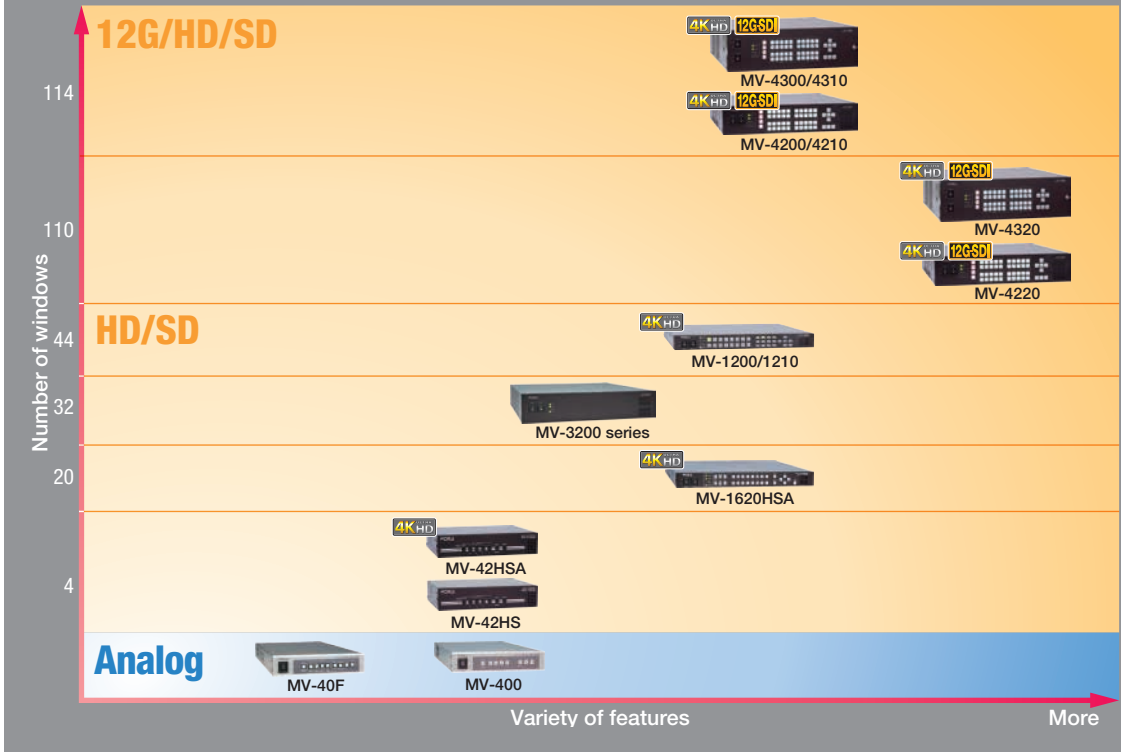 12G/HD/SD
4K HD 12G-SDI
MV-4300/4310
114
4K HD 12G-SDI
MV-4200/4210
4K HD 12G-SDI
MV-4320
110
4K HD 12G-SDI
MV-4220
Number of windows
HD/SD
4K HD
44
MV-1200/1210
32
MV-3200 series
4K HD
20
MV-1620HSA
4K HD
MV-42HSA
4
MV-42HS
Analog
MV-40F
MV-400
Variety of features
More